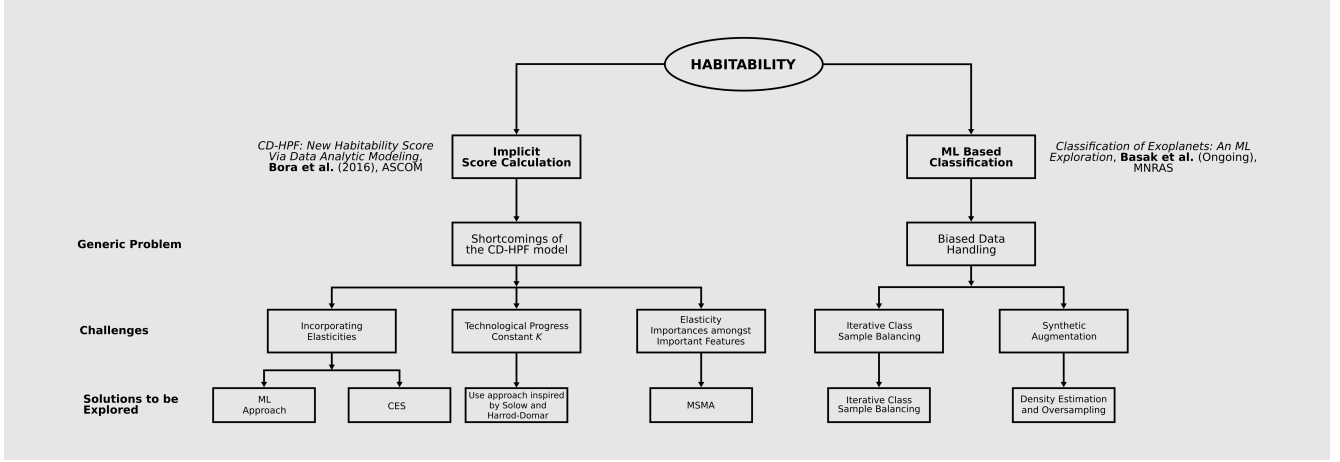 HABITABILITY
CD-HPF: New Habitability Score
Via Data Analytic Modeling,
Bora et al. (2016), ASCOM
Implicit
Score Calculation
ML Based
Classification
Classification of Exoplanets: An ML
Exploration, Basak et al. (Ongoing),
MNRAS
Generic Problem
Shortcomings of
the CD-HPF model
Biased Data
Handling
Challenges
Incorporating
Elasticities
Technological Progress
Constant K
Elasticity
Importances amongst
Important Features
Iterative Class
Sample Balancing
Synthetic
Augmentation
Solutions to be
Explored
ML
Approach
CES
Use approach inspired
by Solow and
Harrod-Domar
MSMA
Iterative Class
Sample Balancing
Density Estimation
and Oversampling